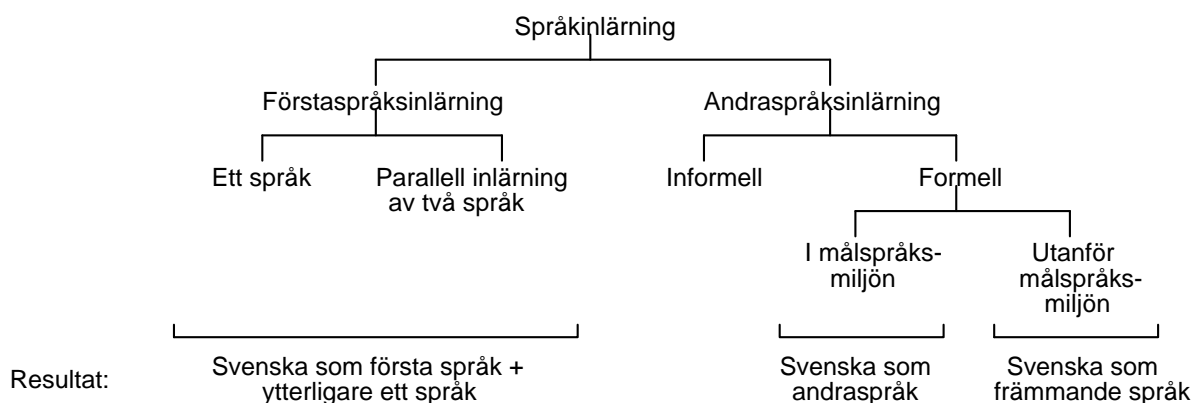 Språkinlärning
Förstaspråksinlärning
Andraspråksinlärning
Ett språk
Parallell inlärning
av två språk
Informell
Formell
I målspråks-
miljön
Utanför
målspråks-
miljön
Resultat:
Svenska som första språk +
ytterligare ett språk
Svenska som
andraspråk
Svenska som
främmande språk